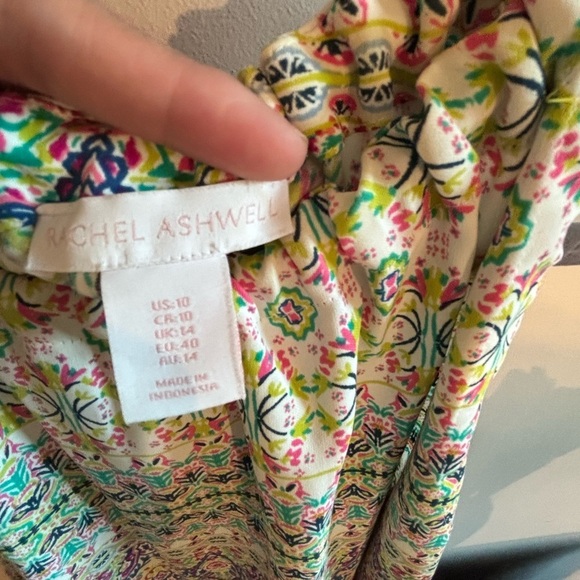 RACHEL ASHWELL
US:10
CA:10
UK:14
EU:40
AU:14
MADE IN
INDONESIA